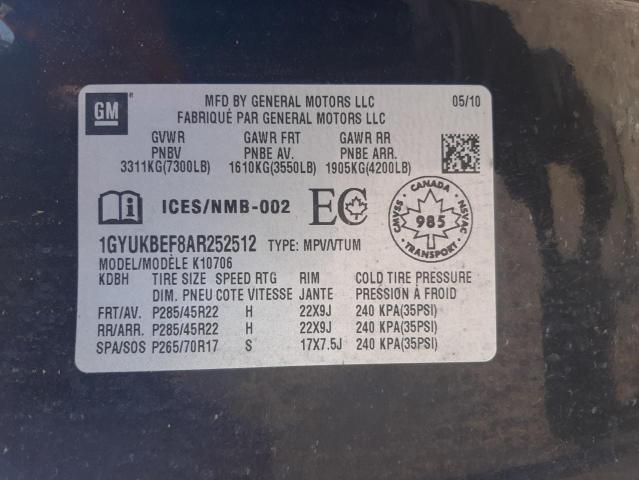 GM
MFD BY GENERAL MOTORS LLC 05/10
FABRIQUÉ PAR GENERAL MOTORS LLC
GVWR GAWR FRT GAWR RR
PNBV PNBE AV. PNBE ARR.
3311KG(7300LB) 1610KG(3550LB) 1905KG(4200LB)
ICES/NMB-002 EC
CANADA
CMVSS 985 NSVAC
TRANSPORT
1GYUKBEF8AR252512 TYPE: MPV/VTUM
MODEL/MODÈLE K10706
KDBH TIRE SIZE SPEED RTG RIM COLD TIRE PRESSURE
DIM. PNEU COTE VITESSE JANTE PRESSION À FROID
FRT/AV. P285/45R22 H 22X9J 240 KPA(35PSI)
RR/ARR. P285/45R22 H 22X9J 240 KPA(35PSI)
SPA/SOS P265/70R17 S 17X7.5J 240 KPA(35PSI)